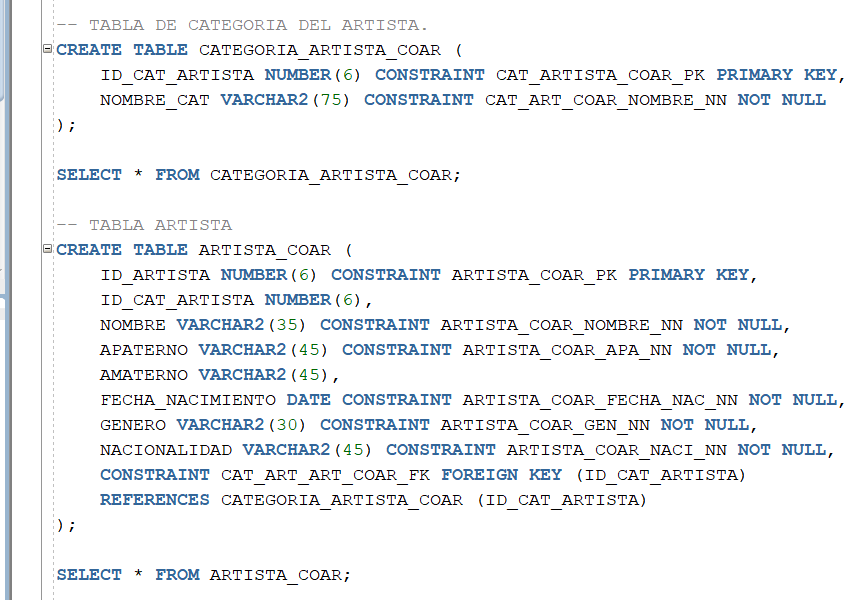 -- TABLA DE CATEGORIA DEL ARTISTA.
CREATE TABLE CATEGORIA_ARTISTA_COAR (
    ID_CAT_ARTISTA NUMBER(6) CONSTRAINT CAT_ARTISTA_COAR_PK PRIMARY KEY,
    NOMBRE_CAT VARCHAR2(75) CONSTRAINT CAT_ART_COAR_NOMBRE_NN NOT NULL
);
SELECT * FROM CATEGORIA_ARTISTA_COAR;
-- TABLA ARTISTA
CREATE TABLE ARTISTA_COAR (
    ID_ARTISTA NUMBER(6) CONSTRAINT ARTISTA_COAR_PK PRIMARY KEY,
    ID_CAT_ARTISTA NUMBER(6),
    NOMBRE VARCHAR2(35) CONSTRAINT ARTISTA_COAR_NOMBRE_NN NOT NULL,
    APATERNO VARCHAR2(45) CONSTRAINT ARTISTA_COAR_APA_NN NOT NULL,
    AMATERNO VARCHAR2(45),
    FECHA_NACIMIENTO DATE CONSTRAINT ARTISTA_COAR_FECHA_NAC_NN NOT NULL,
    GENERO VARCHAR2(30) CONSTRAINT ARTISTA_COAR_GEN_NN NOT NULL,
    NACIONALIDAD VARCHAR2(45) CONSTRAINT ARTISTA_COAR_NACI_NN NOT NULL,
    CONSTRAINT CAT_ART_ART_COAR_FK FOREIGN KEY (ID_CAT_ARTISTA)
    REFERENCES CATEGORIA_ARTISTA_COAR (ID_CAT_ARTISTA)
);
SELECT * FROM ARTISTA_COAR;